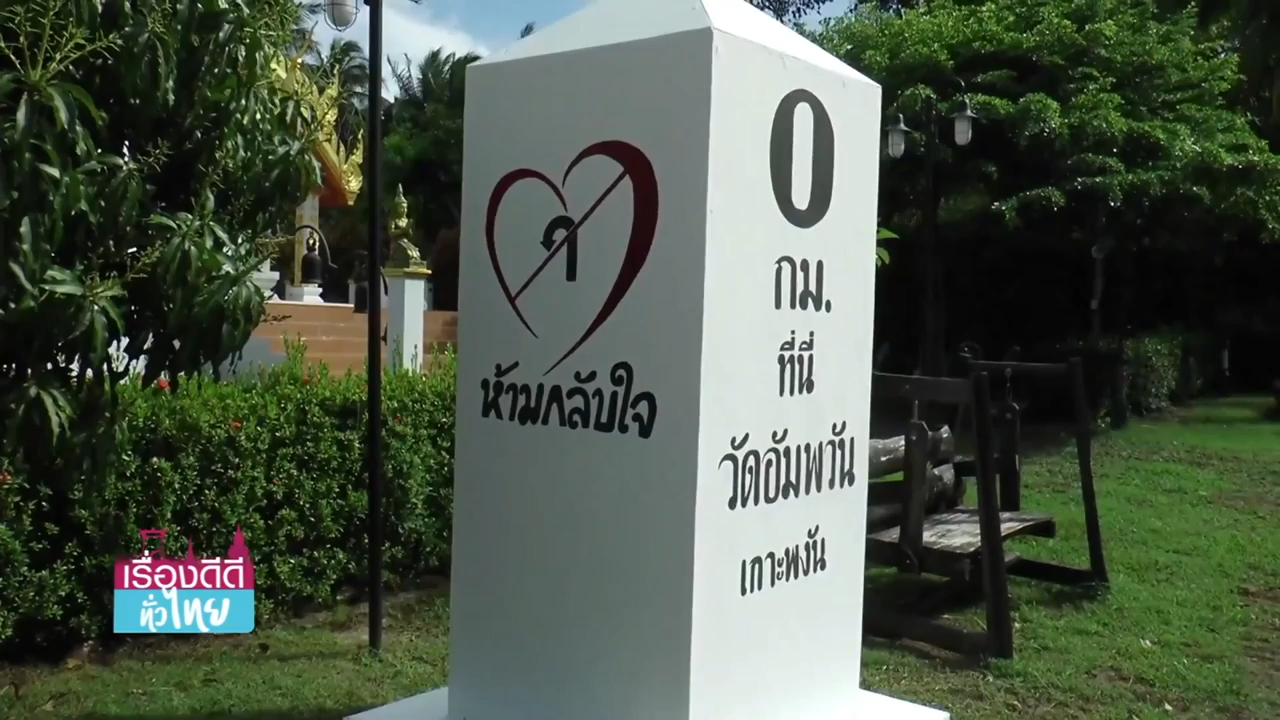 ห้ามกลับใจ
0
กม.
ที่นี่
วัดอัมพวัน
เกาะพงัน
เรื่องดีดี
ทั่วไทย